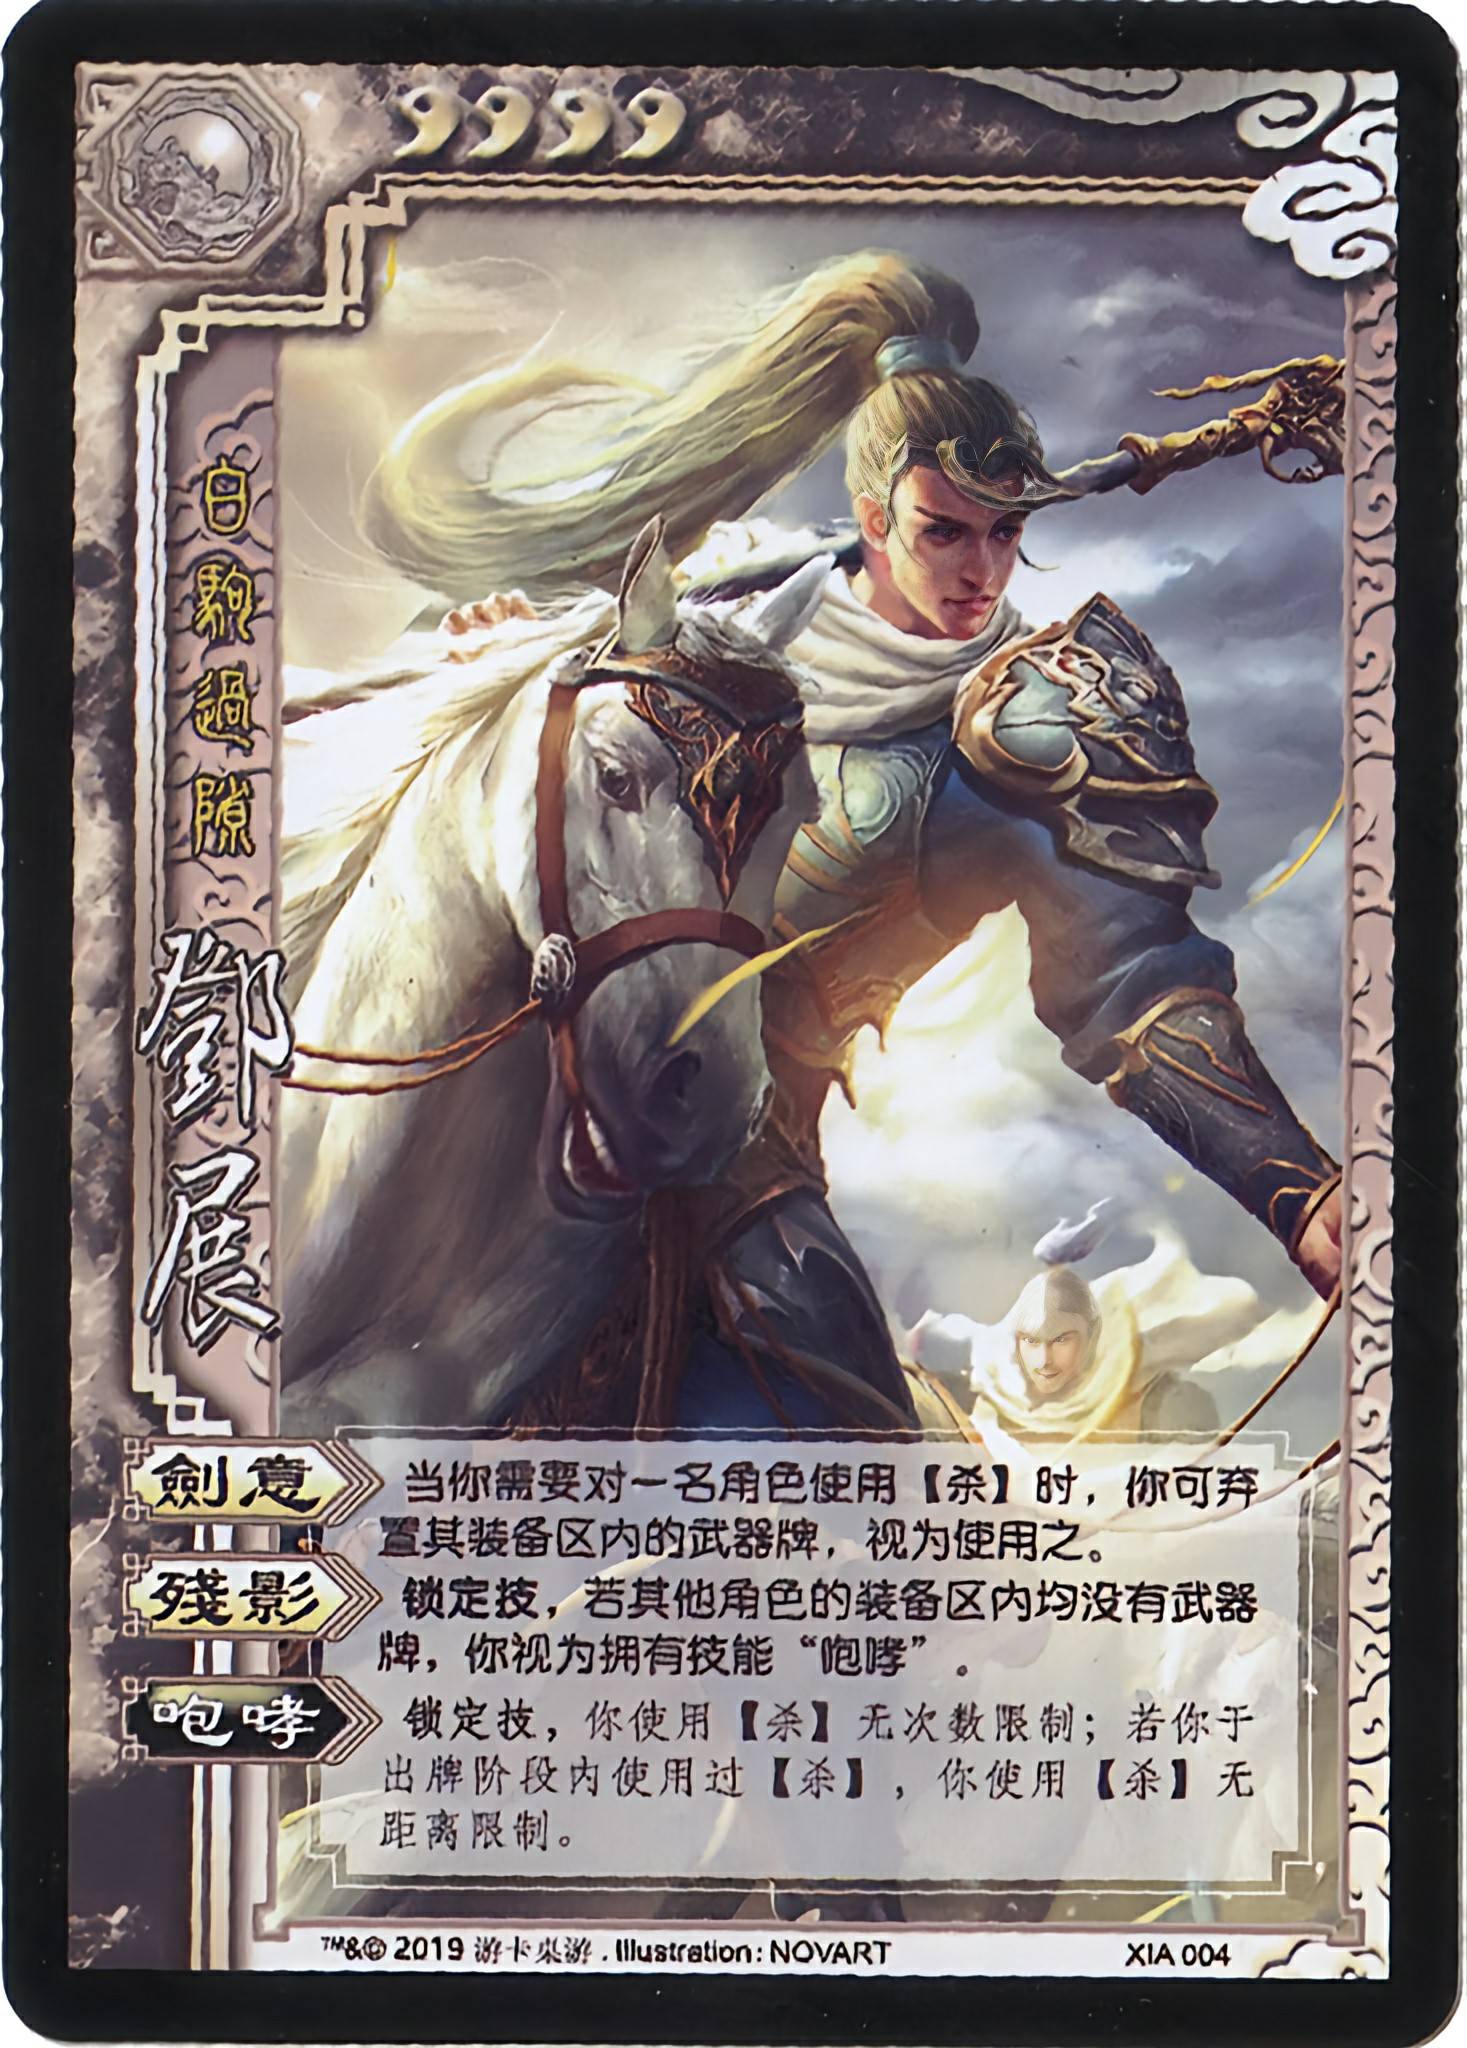 白駒過隙
鄧展
劍意
当你需要对一名角色使用【杀】时，你可弃
置其装备区内的武器牌，视为使用之。
殘影
锁定技，若其他角色的装备区内均没有武器
牌，你视为拥有技能“咆哮”。
咆哮
锁定技，你使用【杀】无次数限制；若你于
出牌阶段内使用过【杀】，你使用【杀】无
距离限制。
™&© 2019 游卡桌游 . Illustration: NOVART
XIA 004